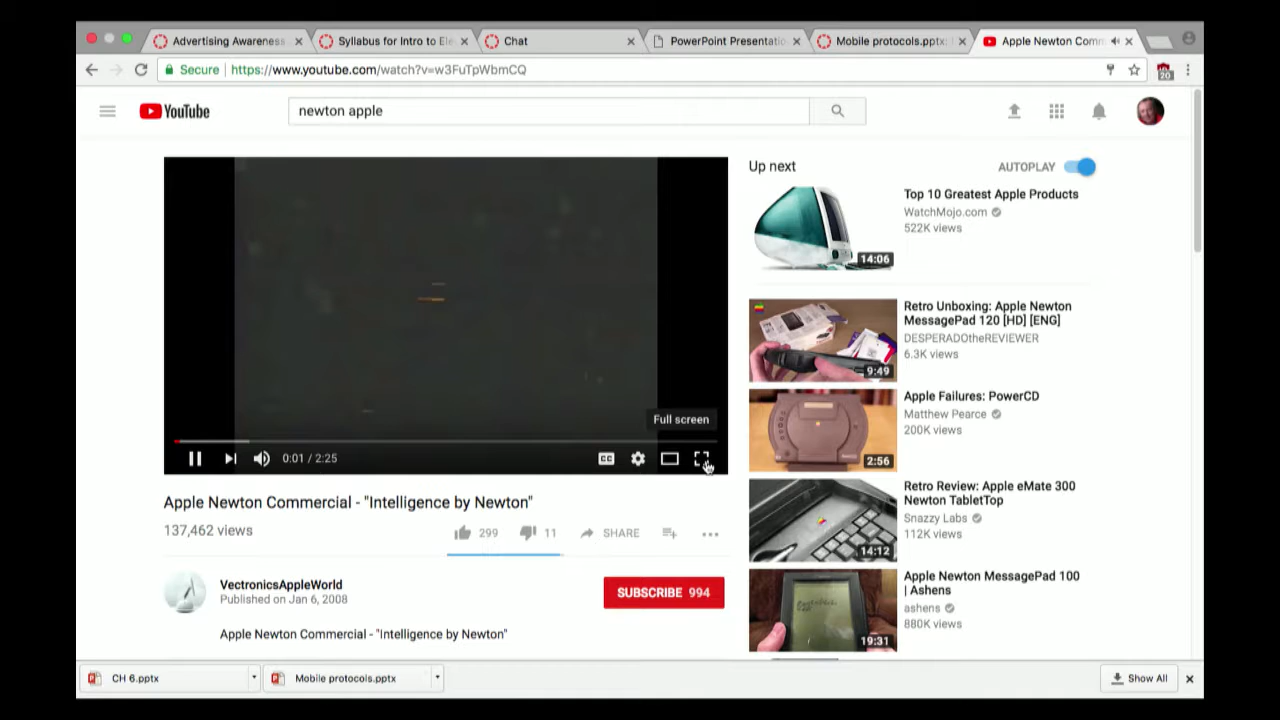 Advertising Awareness
Syllabus for Intro to Ele
Chat
PowerPoint Presentatio
Mobile protocols.pptx:
Apple Newton Comm
Secure
https://www.youtube.com/watch?v=w3FuTpWbmCQ
20
YouTube
newton apple
Full screen
0:01 / 2:25
CC
Apple Newton Commercial - "Intelligence by Newton"
137,462 views
299
11
SHARE
VectronicsAppleWorld
Published on Jan 6, 2008
SUBSCRIBE 994
Apple Newton Commercial - "Intelligence by Newton"
Up next
AUTOPLAY
14:06
Top 10 Greatest Apple Products
WatchMojo.com
522K views
9:49
Retro Unboxing: Apple Newton
MessagePad 120 [HD] [ENG]
DESPERADOtheREVIEWER
6.3K views
2:56
Apple Failures: PowerCD
Matthew Pearce
200K views
14:12
Retro Review: Apple eMate 300
Newton TabletTop
Snazzy Labs
112K views
19:31
Apple Newton MessagePad 100
| Ashens
ashens
880K views
CH 6.pptx
Mobile protocols.pptx
Show All